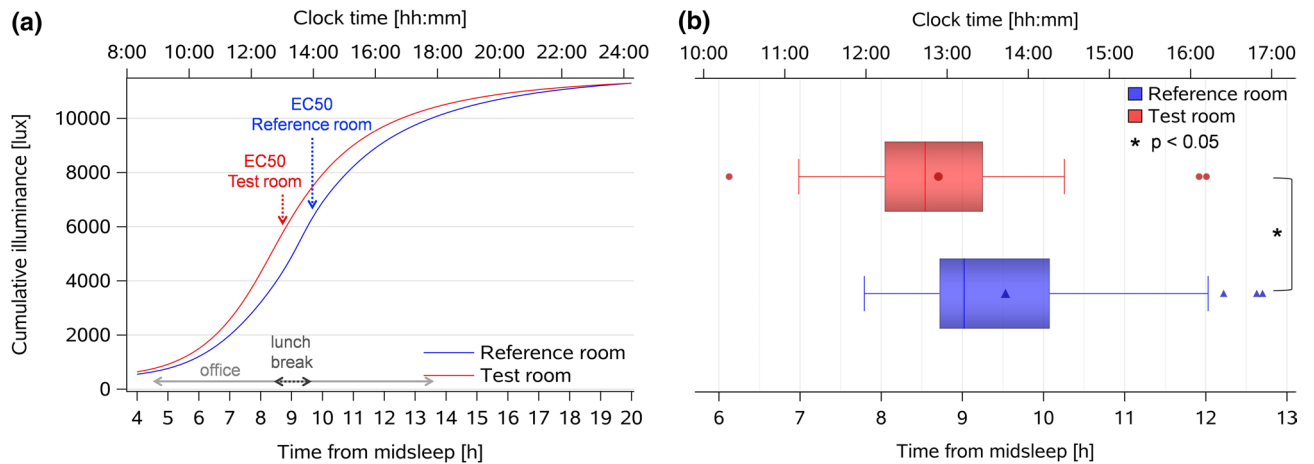 (a)
Clock time [hh:mm]
8:00 10:00 12:00 14:00 16:00 18:00 20:00 22:00 24:00
Cumulative illuminance [lux]
10000
8000
6000
4000
2000
0
EC50
Reference room
EC50
Test room
lunch
break
office
Reference room
Test room
4 5 6 7 8 9 10 11 12 13 14 15 16 17 18 19 20
Time from midsleep [h]
(b)
Clock time [hh:mm]
10:00 11:00 12:00 13:00 14:00 15:00 16:00 17:00
Reference room
Test room
* p < 0.05
*
6 7 8 9 10 11 12 13
Time from midsleep [h]